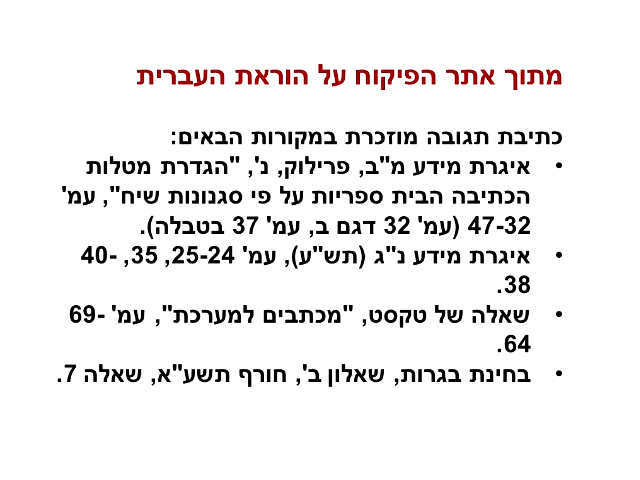 מתוך אתר הפיקוח על הוראת העברית
כתיבת תגובה מוזכרת במקורות הבאים:
• איגרת מידע מ"ב, פרילוק, נ', "הגדרת מטלות
הכתיבה הבית ספריות על פי סגנונות שיח", עמ'
47-32 (עמ' 32 דגם ב, עמ' 37 בטבלה).
• איגרת מידע נ"ג (תש"ע), עמ' 25-24, 35, 40-
38.
• שאלה של טקסט, "מכתבים למערכת", עמ' 69-
64.
• בחינת בגרות, שאלון ב', חורף תשע"א, שאלה 7.